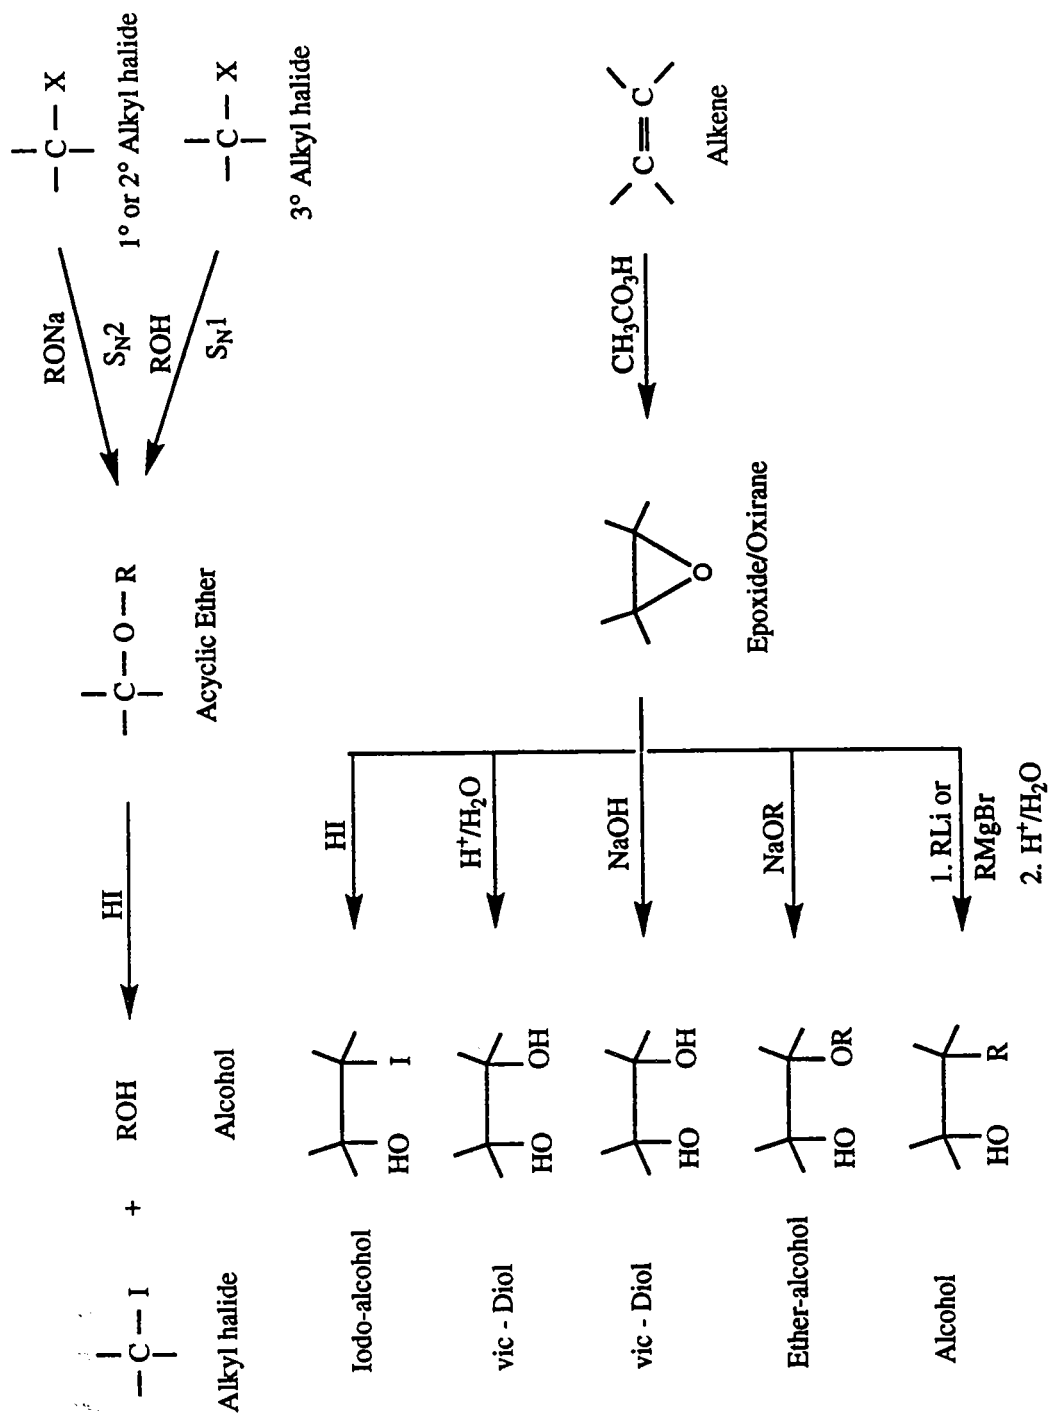 — C — I + ROH
Alkyl halide
Alcohol
HI
— C — O — R
Acyclic Ether
RONa
SN2
ROH
SN1
— C — X
1° or 2° Alkyl halide
— C — X
3° Alkyl halide
Iodo-alcohol
HO I
HI
vic - Diol
HO OH
H⁺/H₂O
vic - Diol
HO OH
NaOH
Ether-alcohol
HO OR
NaOR
Alcohol
HO R
1. RLi or
RMgBr
2. H⁺/H₂O
O
Epoxide/Oxirane
CH₃CO₃H
C=C
Alkene